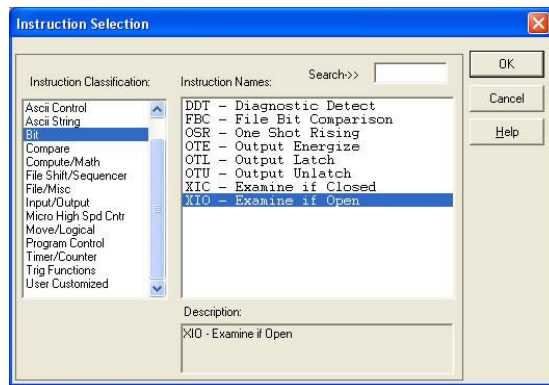 Instruction Selection
Instruction Classification:
Ascii Control
Ascii String
Bit
Compare
Compute/Math
File Shift/Sequencer
File/Misc
Input/Output
Micro High Spd Cntr
Move/Logical
Program Control
Timer/Counter
Trig Functions
User Customized
Instruction Names:
Search->>
DDT - Diagnostic Detect
FBC - File Bit Comparison
OSR - One Shot Rising
OTE - Output Energize
OTL - Output Latch
OTU - Output Unlatch
XIC - Examine if Closed
XIO - Examine if Open
Description:
XIO - Examine if Open
OK
Cancel
Help